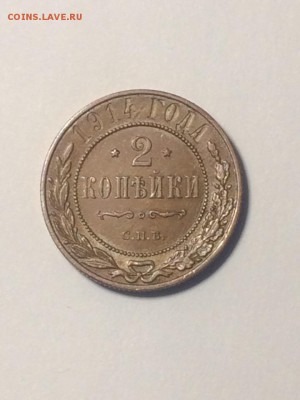 COINS.LAVE.RU
1914 ГОДА
2
КОПѢЙКИ
С.П.Б.